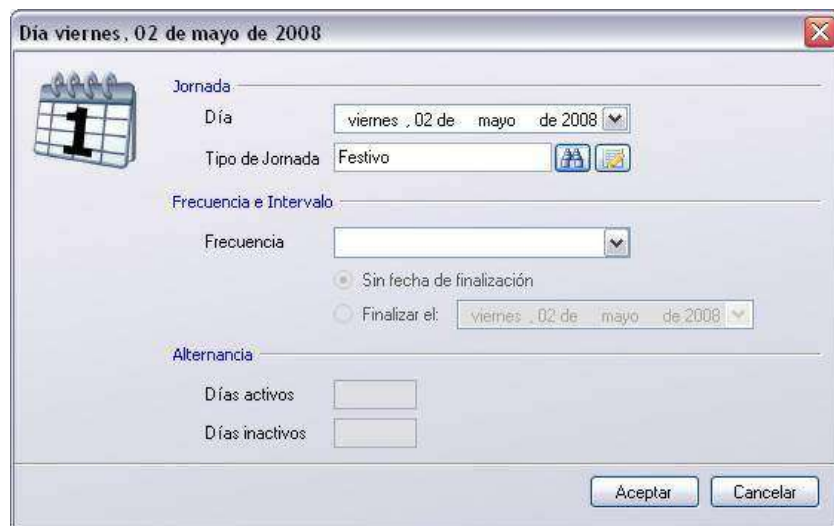 Día viernes, 02 de mayo de 2008
1
Jornada
Día viernes , 02 de mayo de 2008
Tipo de Jornada Festivo
Frecuencia e Intervalo
Frecuencia
Sin fecha de finalización
Finalizar el: viernes , 02 de mayo de 2008
Alternancia
Días activos
Días inactivos
Aceptar Cancelar